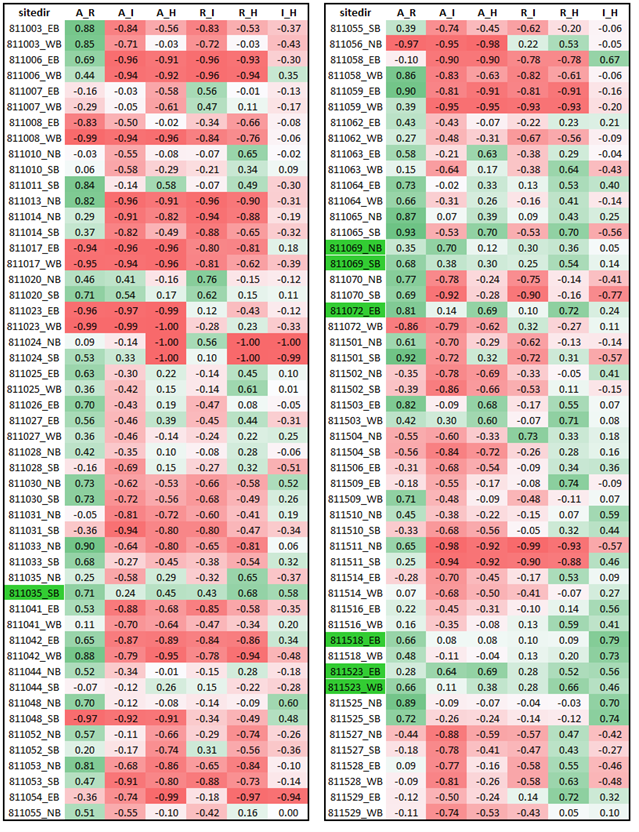 sitedir A_R A_I A_H R_I R_H I_H
811003_EB 0.88 -0.84 -0.56 -0.83 -0.53 -0.37
811003_WB 0.85 -0.71 -0.03 -0.72 -0.03 -0.43
811006_EB 0.69 -0.96 -0.91 -0.96 -0.93 -0.30
811006_WB 0.44 -0.94 -0.92 -0.96 -0.94 0.35
811007_EB -0.16 -0.03 -0.58 0.56 -0.01 -0.13
811007_WB -0.29 -0.05 -0.61 0.47 0.11 -0.17
811008_EB -0.83 -0.50 -0.02 -0.34 -0.66 -0.08
811008_WB -0.99 -0.94 -0.96 -0.84 -0.76 -0.06
811010_NB -0.03 -0.55 -0.08 -0.07 0.65 -0.02
811010_SB 0.06 -0.58 -0.29 -0.21 0.34 0.09
811011_SB 0.84 -0.14 0.58 -0.07 0.49 -0.30
811013_NB 0.82 -0.96 -0.91 -0.96 -0.90 -0.31
811014_NB 0.29 -0.91 -0.82 -0.94 -0.88 -0.19
811014_SB 0.37 -0.82 -0.49 -0.88 -0.65 -0.32
811017_EB -0.94 -0.96 -0.96 -0.80 -0.81 0.18
811017_WB -0.95 -0.94 -0.96 -0.67 -0.62 -0.39
811020_NB 0.46 0.41 -0.16 0.76 -0.15 -0.12
811020_SB 0.71 0.54 0.17 0.62 0.15 0.11
811023_EB -0.96 -0.97 -0.99 0.12 -0.43 -0.12
811023_WB -0.99 -0.99 -1.00 -0.28 0.23 -0.33
811024_NB 0.09 -0.14 -1.00 0.56 -1.00 -1.00
811024_SB 0.53 0.33 -1.00 0.10 -1.00 -0.99
811025_EB 0.63 -0.30 0.22 -0.14 0.45 0.10
811025_WB 0.36 -0.42 0.15 -0.14 0.61 0.01
811026_EB 0.70 -0.43 0.19 -0.47 0.08 -0.05
811027_EB 0.56 -0.46 0.39 -0.45 0.44 -0.31
811027_WB 0.36 -0.46 -0.14 -0.24 0.22 0.25
811028_NB 0.42 -0.35 0.10 -0.08 0.28 -0.06
811028_SB -0.16 -0.69 0.15 -0.27 0.32 -0.51
811030_NB 0.73 -0.62 -0.53 -0.66 -0.58 0.52
811030_SB 0.73 -0.72 -0.56 -0.68 -0.49 0.26
811031_NB -0.05 -0.81 -0.72 -0.60 -0.41 0.19
811031_SB -0.36 -0.94 -0.80 -0.80 -0.47 -0.34
811033_NB 0.90 -0.64 -0.80 -0.65 -0.81 0.06
811033_SB 0.68 -0.27 -0.45 -0.38 -0.54 0.32
811035_NB 0.25 -0.58 0.29 -0.32 0.65 -0.37
811035_SB 0.71 0.24 0.45 0.43 0.68 0.58
811041_EB 0.53 -0.88 -0.68 -0.85 -0.58 -0.35
811041_WB 0.11 -0.70 -0.64 -0.47 -0.34 0.20
811042_EB 0.65 -0.87 -0.89 -0.84 -0.86 0.34
811042_WB 0.88 -0.79 -0.95 -0.78 -0.94 -0.48
811044_NB 0.52 -0.34 -0.01 -0.15 0.28 -0.18
811044_SB -0.07 -0.12 0.26 0.15 -0.22 -0.28
811048_NB 0.70 -0.12 -0.08 -0.14 -0.09 0.60
811048_SB -0.97 -0.92 -0.91 -0.34 -0.49 0.48
811052_NB 0.57 -0.11 -0.66 -0.29 -0.74 -0.26
811052_SB 0.20 -0.17 -0.74 0.31 -0.56 -0.36
811053_NB 0.81 -0.68 -0.86 -0.65 -0.84 -0.10
811053_SB 0.47 -0.91 -0.80 -0.88 -0.73 -0.14
811054_EB -0.36 -0.74 -0.99 -0.18 -0.97 -0.94
811055_NB 0.51 -0.55 -0.10 -0.42 0.16 0.00
sitedir A_R A_I A_H R_I R_H I_H
811055_SB 0.39 -0.74 -0.45 -0.62 -0.20 -0.06
811056_NB -0.97 -0.95 -0.98 0.22 0.53 -0.05
811058_EB -0.10 -0.90 -0.90 -0.78 -0.78 0.67
811058_WB 0.86 -0.83 -0.63 -0.82 -0.61 -0.06
811059_EB 0.90 -0.81 -0.91 -0.81 -0.91 -0.16
811059_WB 0.39 -0.95 -0.95 -0.93 -0.93 -0.20
811062_EB 0.43 -0.43 -0.07 -0.22 0.23 0.21
811062_WB 0.27 -0.48 -0.31 -0.67 -0.56 -0.09
811063_EB 0.58 -0.21 0.63 -0.38 0.29 -0.04
811063_WB 0.15 -0.64 0.17 -0.38 0.64 -0.43
811064_EB 0.73 -0.02 0.33 0.13 0.53 0.40
811064_WB 0.66 -0.31 0.26 -0.16 0.41 -0.14
811065_NB 0.87 0.07 0.39 0.09 0.43 0.25
811065_SB 0.93 -0.53 0.70 -0.53 0.70 -0.56
811069_NB 0.35 0.70 0.12 0.30 0.36 0.05
811069_SB 0.68 0.38 0.30 0.25 0.54 0.14
811070_NB 0.77 -0.78 -0.24 -0.75 -0.14 -0.41
811070_SB 0.69 -0.92 -0.28 -0.90 -0.16 -0.77
811072_EB 0.81 0.14 0.69 0.10 0.72 0.24
811072_WB -0.86 -0.79 -0.62 0.32 -0.27 0.11
811501_NB 0.61 -0.70 -0.29 -0.62 -0.13 -0.14
811501_SB 0.92 -0.72 0.32 -0.72 0.31 -0.57
811502_NB -0.35 -0.78 -0.69 -0.33 -0.05 0.41
811502_SB -0.39 -0.86 -0.66 -0.53 0.11 -0.15
811503_EB 0.82 -0.09 0.68 -0.17 0.55 0.07
811503_WB 0.42 0.30 0.60 -0.07 0.71 0.08
811504_NB -0.55 -0.60 -0.33 0.73 0.33 0.18
811504_SB -0.56 -0.84 -0.72 -0.26 0.28 0.16
811506_EB -0.31 -0.68 -0.54 -0.09 0.34 0.36
811509_EB -0.18 -0.55 -0.17 -0.08 0.74 -0.09
811509_WB 0.71 -0.48 -0.09 -0.48 -0.11 0.07
811510_NB 0.45 -0.38 -0.22 -0.05 -0.11 0.59
811510_SB -0.33 -0.68 -0.56 -0.05 0.32 0.44
811511_NB 0.65 -0.98 -0.92 -0.99 -0.93 -0.57
811511_SB 0.25 -0.94 -0.92 -0.90 -0.88 0.46
811514_EB -0.28 -0.70 -0.45 -0.17 0.53 0.09
811514_WB 0.07 -0.68 -0.50 -0.41 -0.07 0.27
811516_EB 0.22 -0.45 -0.31 -0.10 0.14 0.56
811516_WB 0.16 -0.35 -0.08 0.13 0.59 0.41
811518_EB 0.66 0.08 0.08 0.10 0.09 0.79
811518_WB 0.48 -0.11 -0.04 0.13 0.20 0.73
811523_EB 0.28 0.64 0.69 0.28 0.52 0.56
811523_WB 0.66 0.11 0.38 0.28 0.66 0.46
811525_NB 0.89 -0.09 -0.07 -0.04 -0.03 0.70
811525_SB 0.72 -0.26 -0.24 -0.14 -0.12 0.74
811527_NB -0.44 -0.88 -0.59 -0.57 0.47 -0.42
811527_SB -0.18 -0.78 -0.41 -0.47 0.43 -0.27
811528_EB 0.09 -0.77 -0.16 -0.58 0.55 -0.46
811528_WB -0.09 -0.81 -0.26 -0.58 0.63 -0.48
811529_EB -0.12 -0.50 -0.24 0.14 0.72 0.32
811529_WB -0.11 -0.74 -0.53 -0.43 0.05 0.10